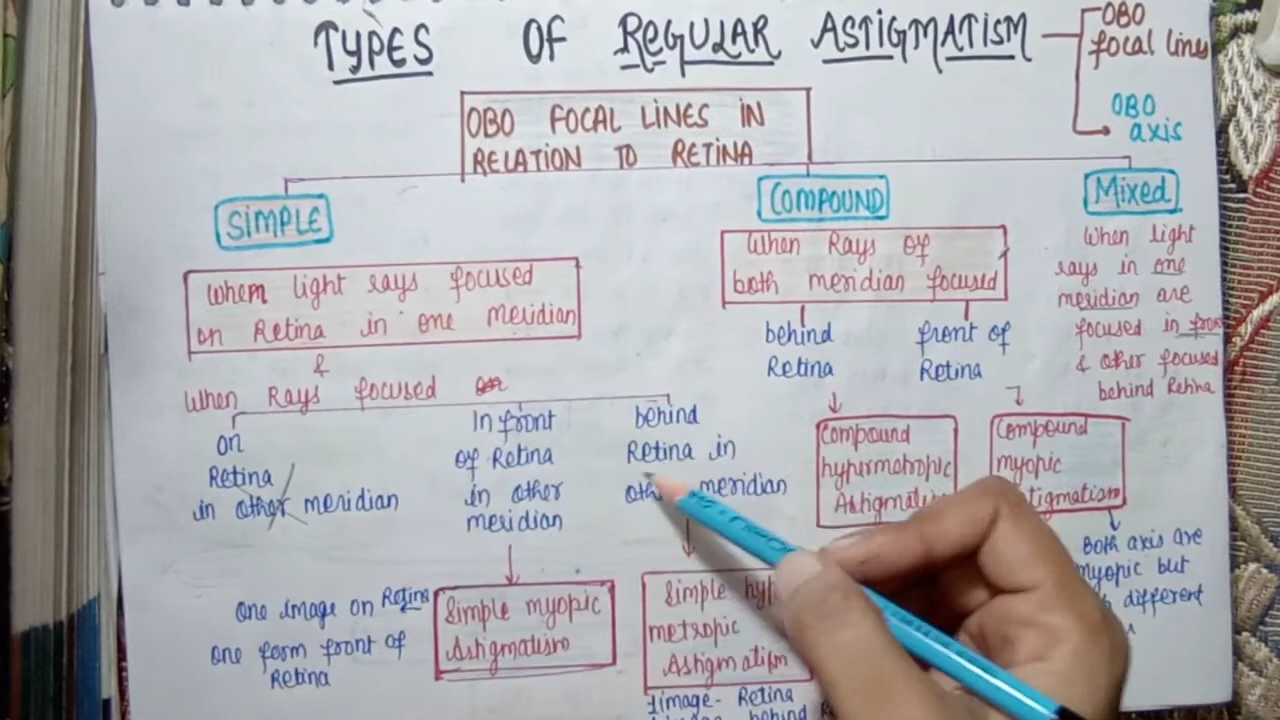 TYPES OF REGULAR ASTIGMATISM
OBO
focal lines
OBO
axis
OBO FOCAL LINES IN
RELATION TO RETINA
SIMPLE
When light rays focused
on Retina in one meridian
&
When Rays focused
on
Retina
in other meridian
In front
of Retina
in other
meridian
behind
Retina in
meridian
One image on Retina
one form front of
Retina
Simple myopic
Astigmatism
Simple
metropic
Astigmatism
1image- Retina
behind
COMPOUND
When Rays of
both meridian focused
behind
Retina
front of
Retina
Compound
hypermetropic
Compound
myopic
Both axis are
myopic but
different
Mixed
When light
rays in one
meridian are
focused in front
& other focused
behind Retina